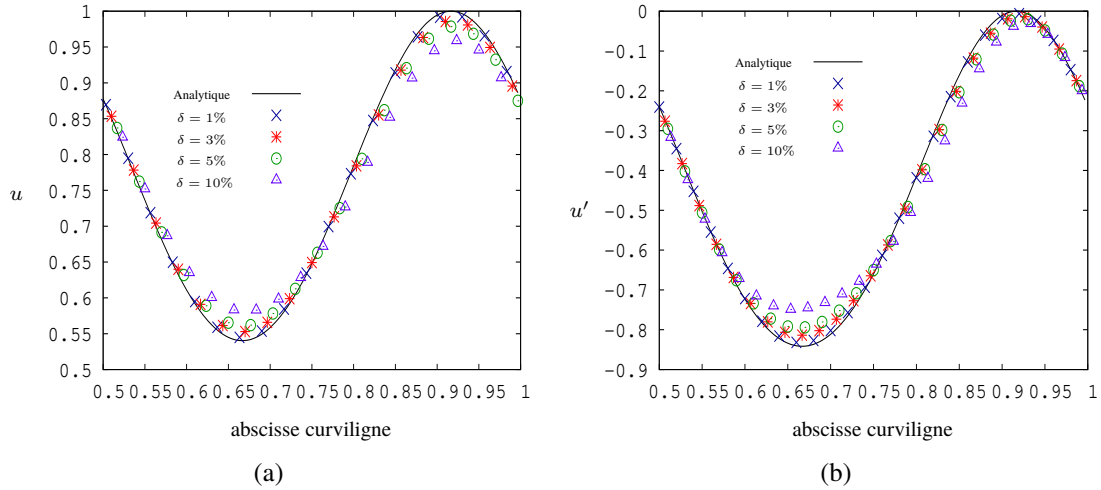 1
0.95
0.9
0.85
0.8
0.75
0.7
0.65
0.6
0.55
0.5
u
Analytique
δ = 1%
δ = 3%
δ = 5%
δ = 10%
0.5 0.55 0.6 0.65 0.7 0.75 0.8 0.85 0.9 0.95 1
abscisse curviligne
(a)
0
−0.1
−0.2
−0.3
−0.4
−0.5
−0.6
−0.7
−0.8
−0.9
u′
Analytique
δ = 1%
δ = 3%
δ = 5%
δ = 10%
0.5 0.55 0.6 0.65 0.7 0.75 0.8 0.85 0.9 0.95 1
abscisse curviligne
(b)